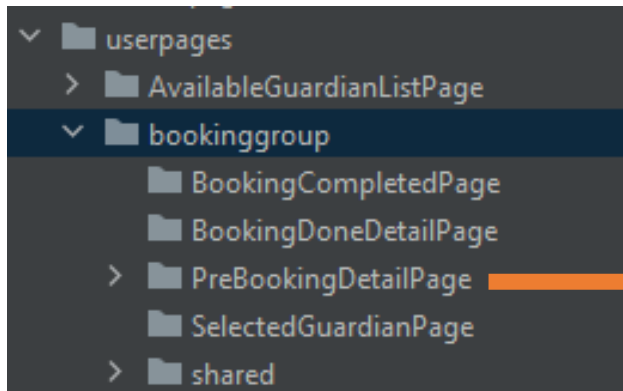 userpages
AvailableGuardianListPage
bookinggroup
BookingCompletedPage
BookingDoneDetailPage
PreBookingDetailPage
SelectedGuardianPage
shared